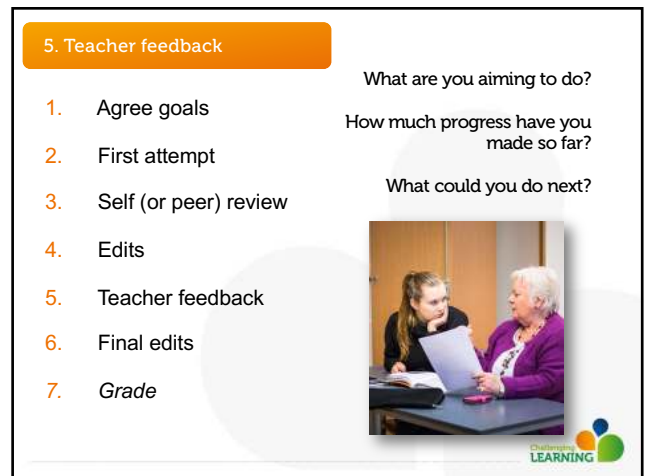 5. Teacher feedback
1. Agree goals
2. First attempt
3. Self (or peer) review
4. Edits
5. Teacher feedback
6. Final edits
7. Grade
What are you aiming to do?
How much progress have you
made so far?
What could you do next?
Challenging
LEARNING